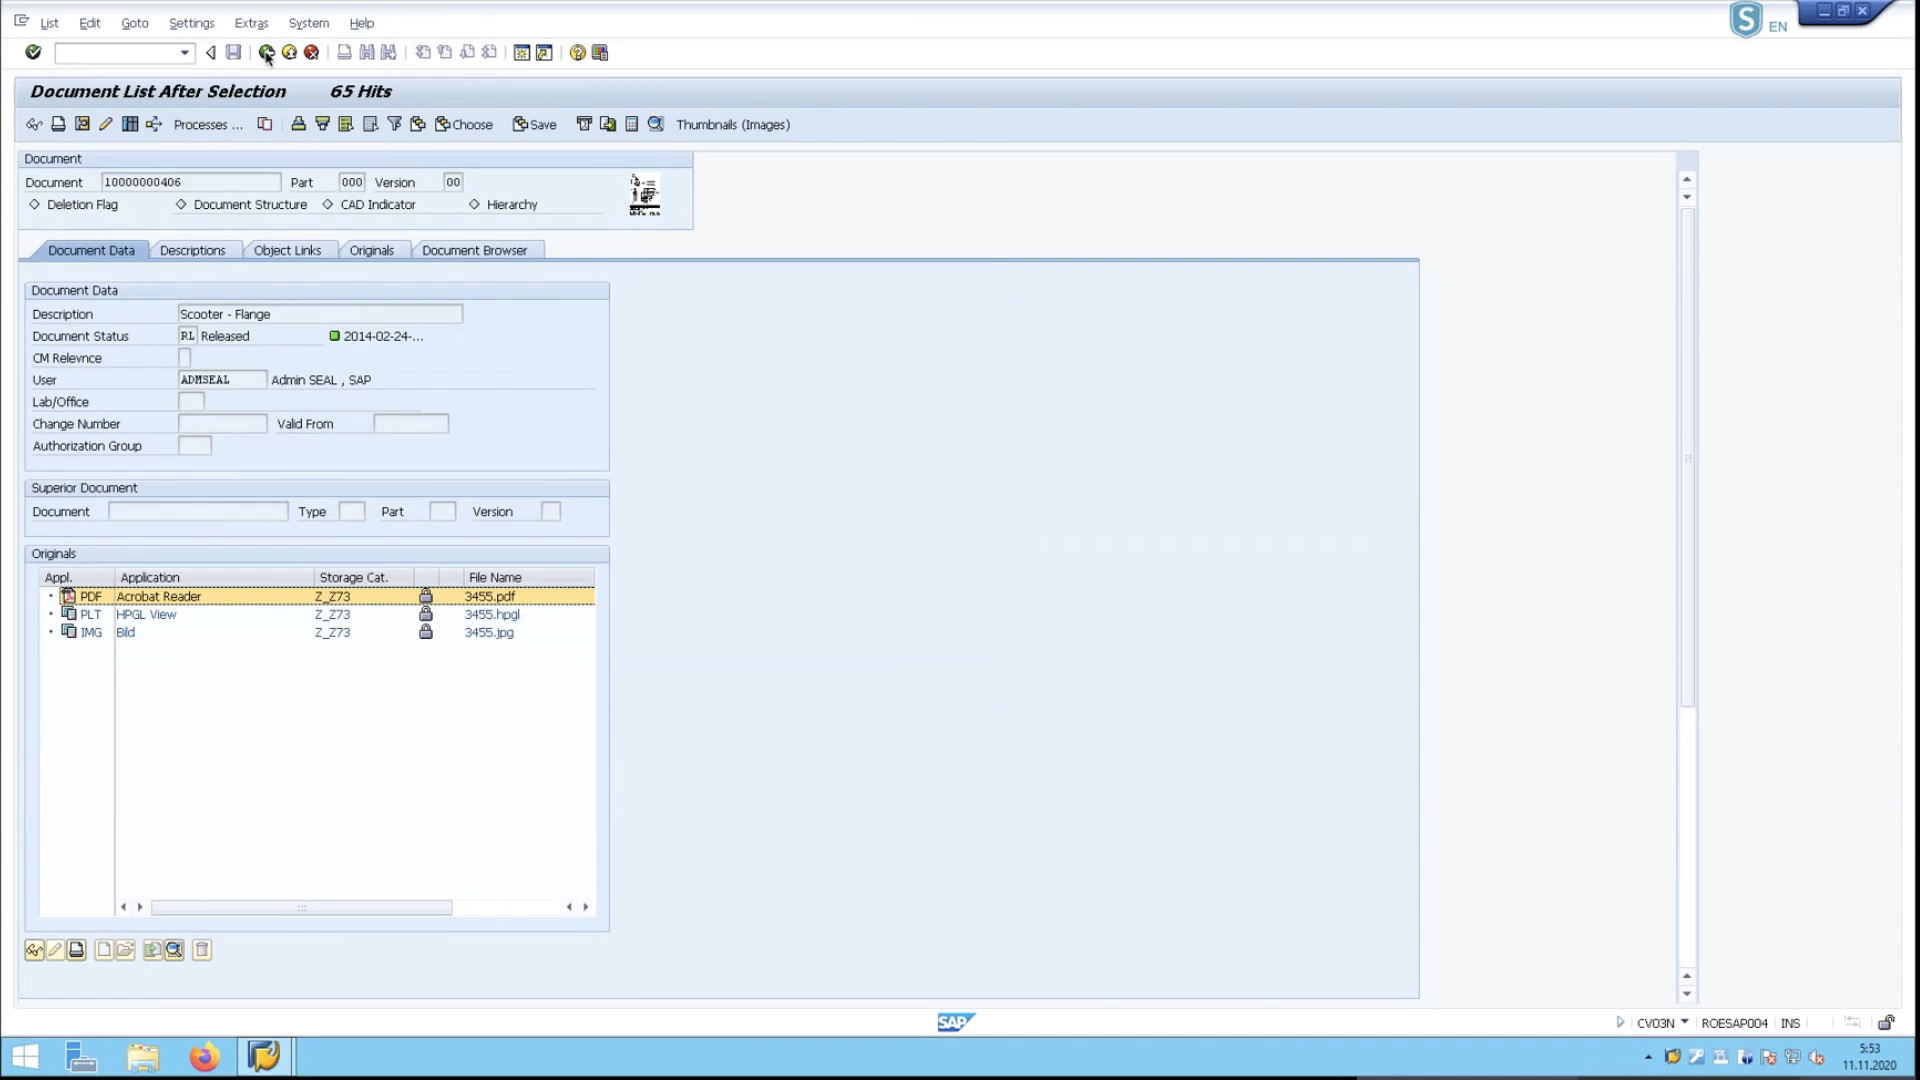 List Edit Goto Settings Extras System Help
S EN
Document List After Selection 65 Hits
Processes ... Choose Save Thumbnails (Images)
Document
Document 10000000406 Part 000 Version 00
Deletion Flag Document Structure CAD Indicator Hierarchy
Document Data Descriptions Object Links Originals Document Browser
Document Data
Description Scooter - Flange
Document Status RL Released 2014-02-24-...
CM Relevnce
User ADMSEAL Admin SEAL , SAP
Lab/Office
Change Number Valid From
Authorization Group
Superior Document
Document Type Part Version
Originals
Appl. Application Storage Cat. File Name
PDF Acrobat Reader Z_Z73 3455.pdf
PLT HPGL View Z_Z73 3455.hpgl
IMG Bild Z_Z73 3455.jpg
SAP
CV03N ROESAP004 INS
5:53
11.11.2020